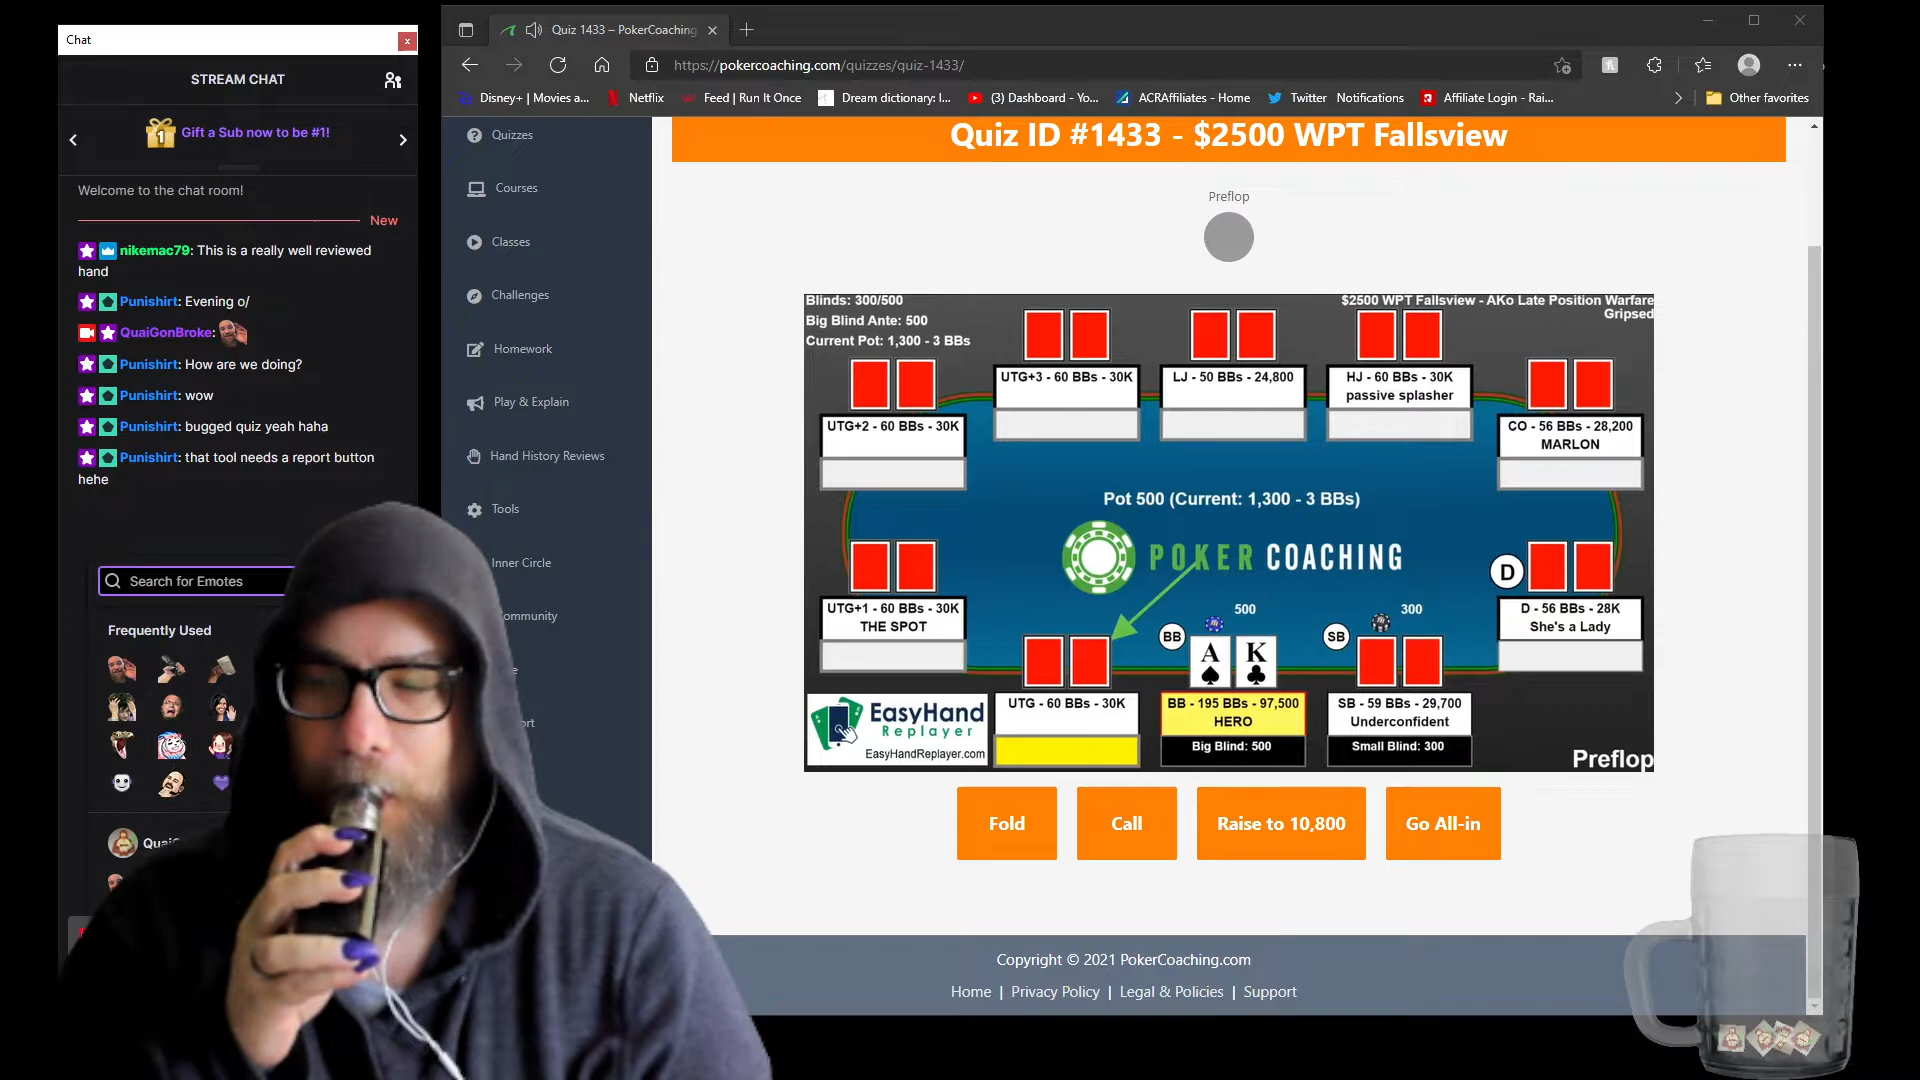 Chat
x
STREAM CHAT
1
Gift a Sub now to be #1!
Welcome to the chat room!
New
nikemac79: This is a really well reviewed
hand
Punishirt: Evening o/
QuaiGonBroke:
Punishirt: How are we doing?
Punishirt: wow
Punishirt: bugged quiz yeah haha
Punishirt: that tool needs a report button
hehe
Search for Emotes
Frequently Used
Quai
Quiz 1433 – PokerCoaching
https://pokercoaching.com/quizzes/quiz-1433/
Disney+ | Movies a...
Netflix
Feed | Run It Once
Dream dictionary: I...
(3) Dashboard - Yo...
ACRAffiliates - Home
Twitter
Notifications
Affiliate Login - Rai...
Other favorites
Quizzes
Courses
Classes
Challenges
Homework
Play & Explain
Hand History Reviews
Tools
Inner Circle
ommunity
e
ort
Quiz ID #1433 - $2500 WPT Fallsview
Preflop
Blinds: 300/500
Big Blind Ante: 500
Current Pot: 1,300 - 3 BBs
$2500 WPT Fallsview - AKo Late Position Warfare
Gripsed
UTG+3 - 60 BBs - 30K
LJ - 50 BBs - 24,800
HJ - 60 BBs - 30K
passive splasher
UTG+2 - 60 BBs - 30K
CO - 56 BBs - 28,200
MARLON
Pot 500 (Current: 1,300 - 3 BBs)
POKER COACHING
D
UTG+1 - 60 BBs - 30K
THE SPOT
500
300
D - 56 BBs - 28K
She's a Lady
BB
SB
A
K
EasyHand
Replayer
EasyHandReplayer.com
UTG - 60 BBs - 30K
BB - 195 BBs - 97,500
HERO
Big Blind: 500
SB - 59 BBs - 29,700
Underconfident
Small Blind: 300
Preflop
Fold
Call
Raise to 10,800
Go All-in
Copyright © 2021 PokerCoaching.com
Home | Privacy Policy | Legal & Policies | Support